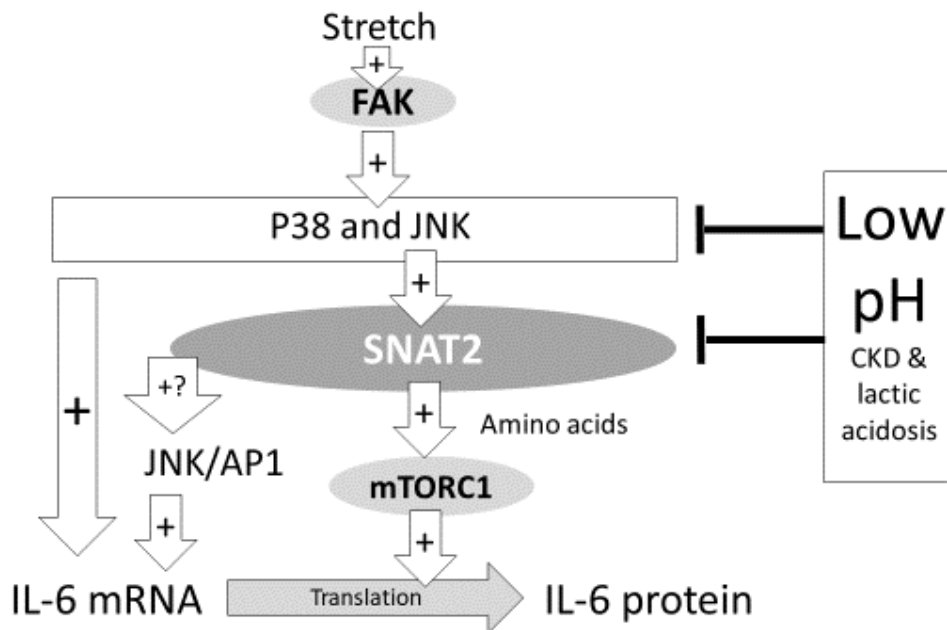 Stretch
+
FAK
+
P38 and JNK
+
SNAT2
Low
pH
CKD &
lactic
acidosis
+
+?
+
Amino acids
JNK/AP1
mTORC1
+
+
IL-6 mRNA
Translation
IL-6 protein